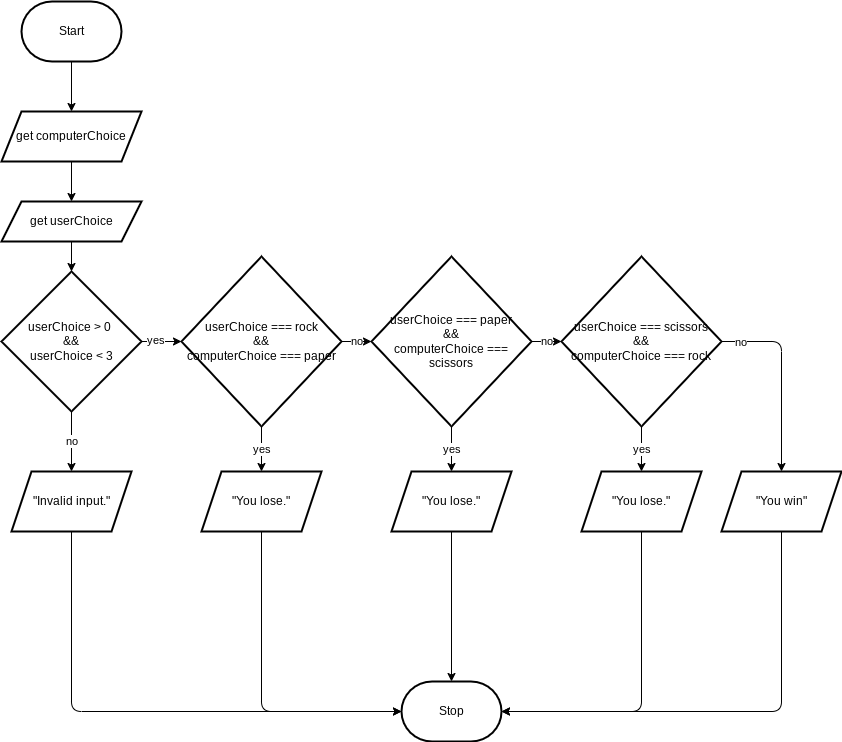 Start
get computerChoice
get userChoice
userChoice > 0
&&
userChoice < 3
yes
userChoice === rock
&&
computerChoice === paper
no
userChoice === paper
&&
computerChoice ===
scissors
no
userChoice === scissors
&&
computerChoice === rock
no
no
yes
yes
yes
"Invalid input."
"You lose."
"You lose."
"You lose."
"You win"
Stop